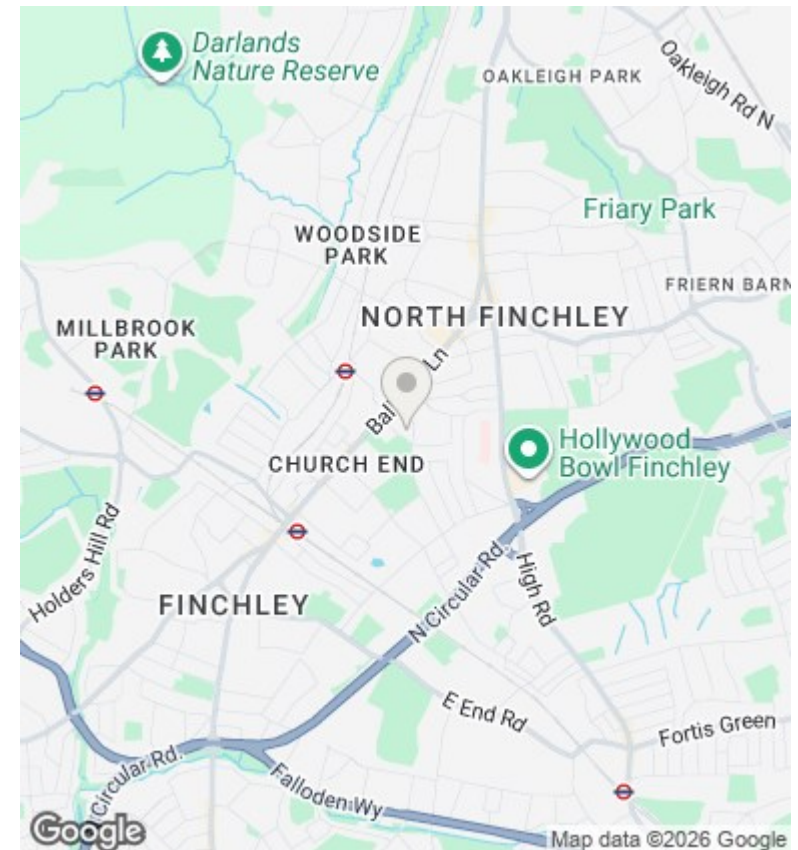 Darlands
Nature Reserve
OAKLEIGH PARK
Oakleigh Rd N
Friary Park
WOODSIDE
PARK
FRIERN BARN
NORTH FINCHLEY
MILLBROOK
PARK
Ln
CHURCH END
Hollywood
Bowl Finchley
Holders Hill Rd
FINCHLEY
N Circular Rd.
High Rd
E End Rd
Fortis Green
N Circular Rd.
Falloden Wy
Google
Map data ©2026 Google